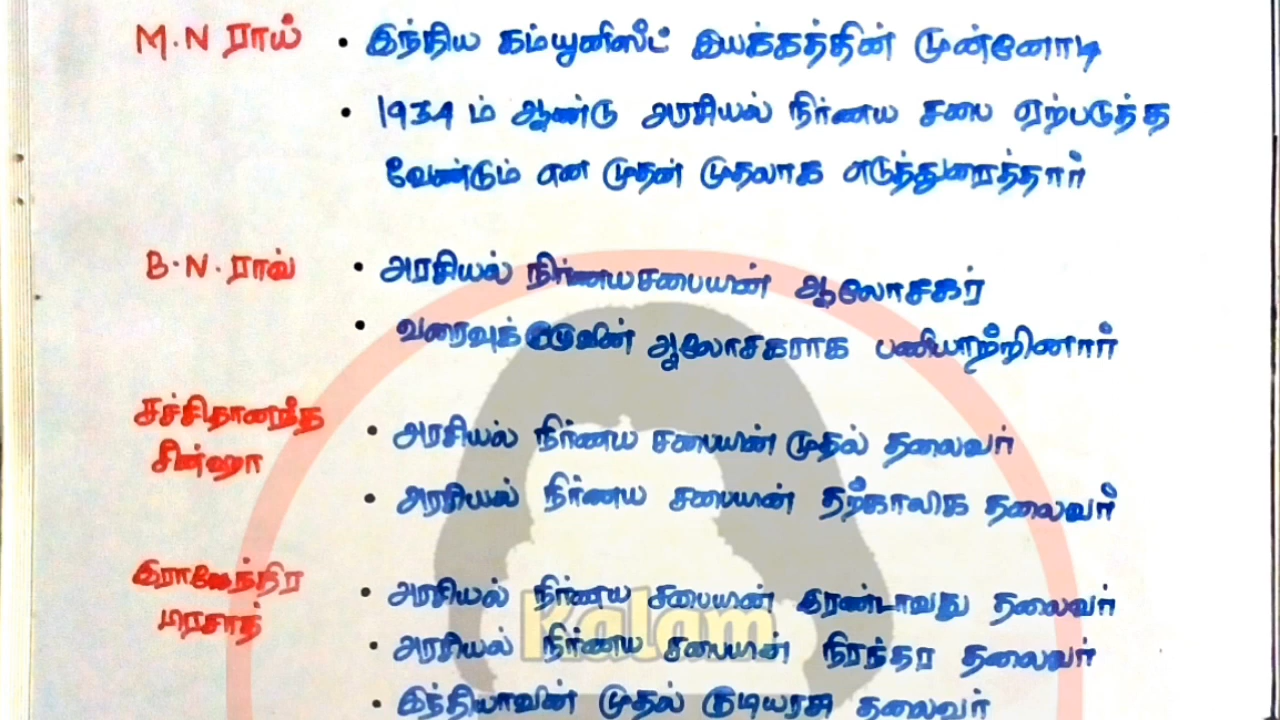 M.N ராய் • இந்திய கம்யுனிஸீட் இயக்கத்தின் முன்னோடி
• 1934 ம் ஆண்டு அரசியல் நிர்ணய சபை ஏற்படுத்த
வேண்டும் என முதன் முதலாக எடுத்துரைத்தார்
B.N. ராவ் • அரசியல் நிர்ணய சபையின் ஆலோசகர்
• வரைவுக் குழுவின் ஆலோசகராக பணியாற்றினார்
சச்சிதானந்த
சின்ஹா
• அரசியல் நிர்ணய சபையின் முதல் தலைவர்
• அரசியல் நிர்ணய சபையின் தற்காலிக தலைவர்
இராஜேந்திர
பிரசாத்
• அரசியல் நிர்ணய சபையின் இரண்டாவது தலைவர்
• அரசியல் நிர்ணய சபையின் நிரந்தர தலைவர்
• இந்தியாவின் முதல் குடியரசு தலைவர்
Kalam